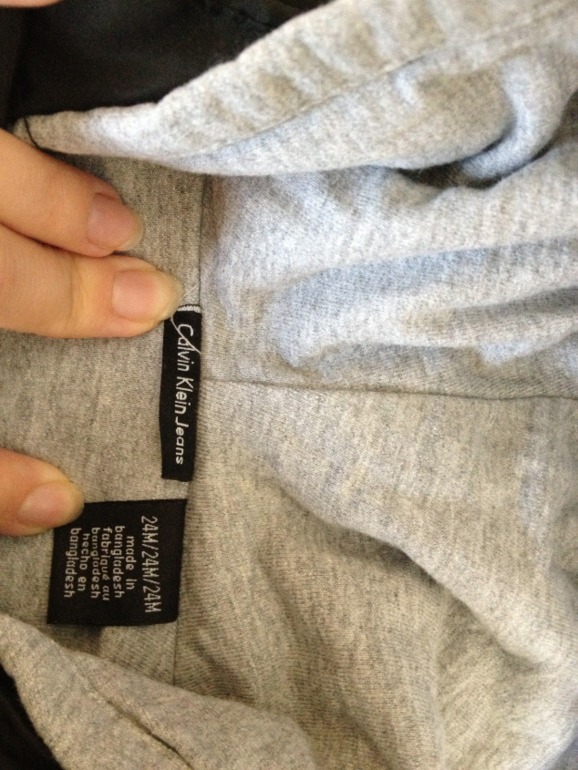 Calvin Klein Jeans
24M/24M/24M
made in
bangladesh
fabriqué au
bangladesh
hecho en
bangladesh